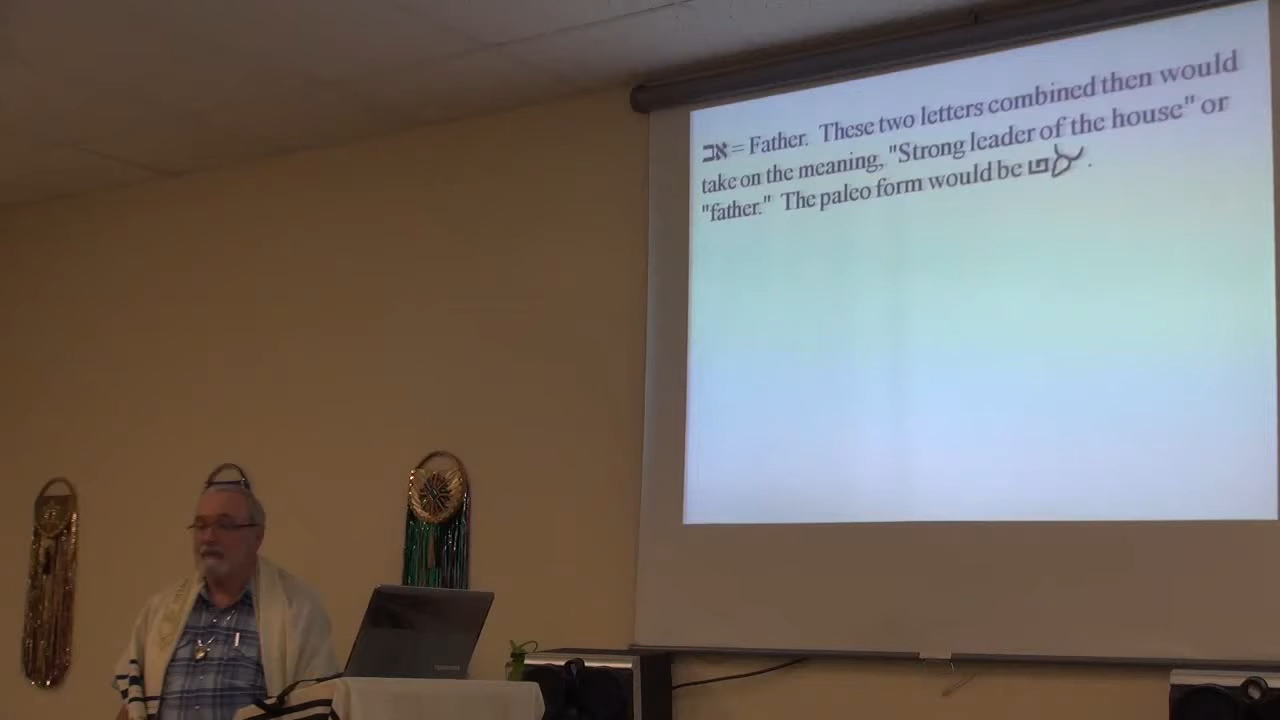 אב = Father. These two letters combined then would
take on the meaning, "Strong leader of the house" or
"father." The paleo form would be .
TOSHIBA